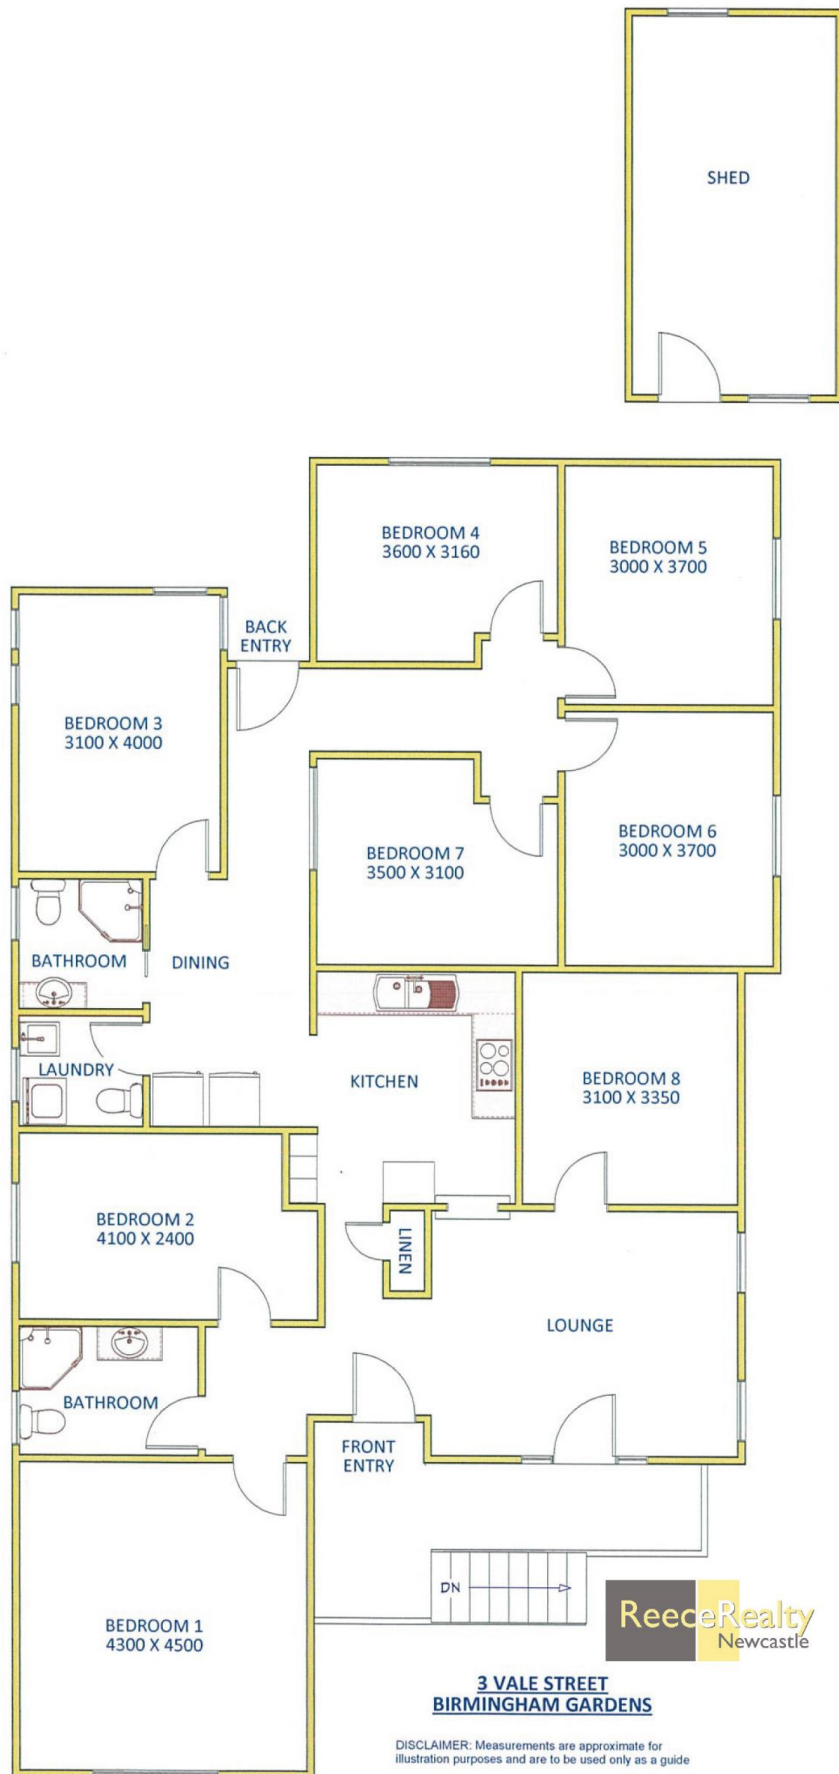 SHED
BEDROOM 4
3600 X 3160
BEDROOM 5
3000 X 3700
BACK
ENTRY
BEDROOM 3
3100 X 4000
BEDROOM 7
3500 X 3100
BEDROOM 6
3000 X 3700
BATHROOM
DINING
LAUNDRY
KITCHEN
BEDROOM 8
3100 X 3350
BEDROOM 2
4100 X 2400
LINEN
LOUNGE
BATHROOM
FRONT
ENTRY
DN
BEDROOM 1
4300 X 4500
ReeceRealty
Newcastle
3 VALE STREET
BIRMINGHAM GARDENS
DISCLAIMER: Measurements are approximate for
illustration purposes and are to be used only as a guide